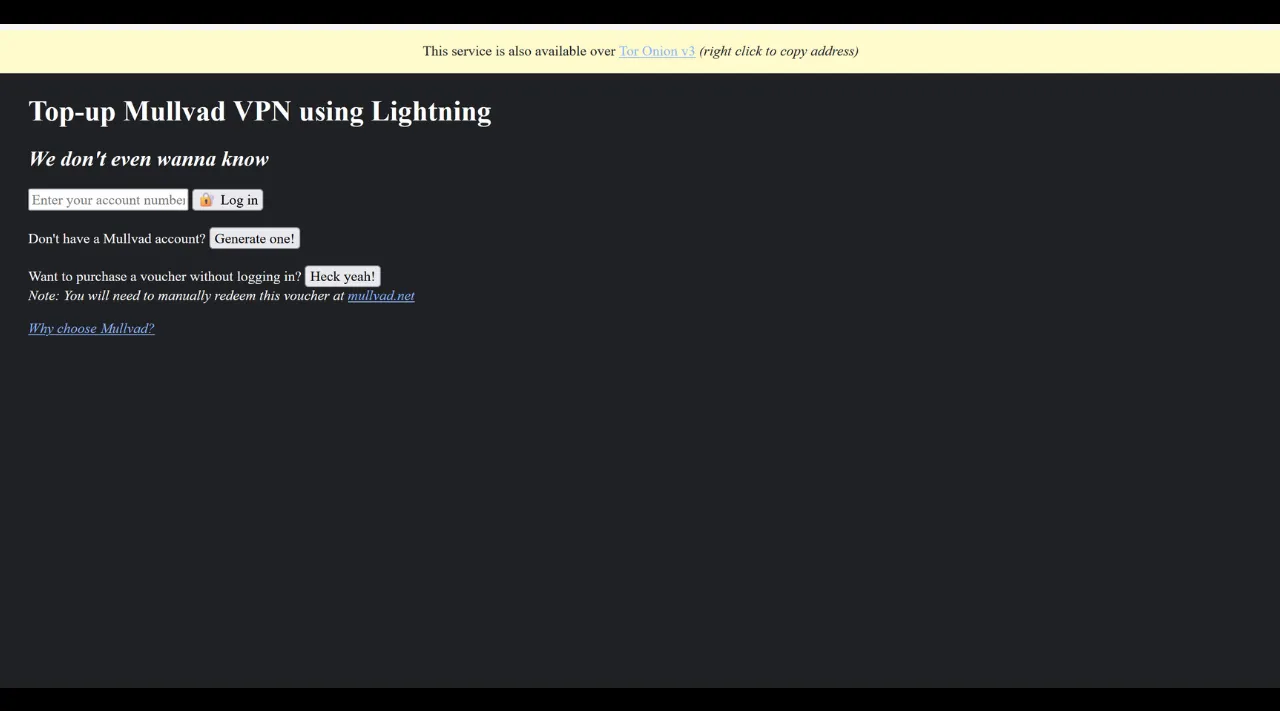 This service is also available over Tor Onion v3 (right click to copy address)
Top-up Mullvad VPN using Lightning
We don't even wanna know
Enter your account number Log in
Don't have a Mullvad account? Generate one!
Want to purchase a voucher without logging in? Heck yeah!
Note: You will need to manually redeem this voucher at mullvad.net
Why choose Mullvad?